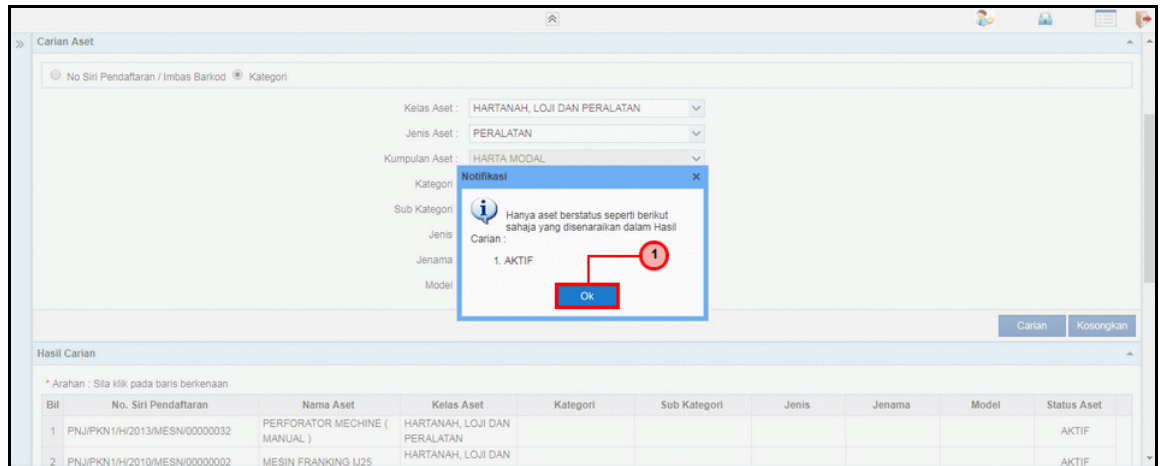 Carian Aset
No Siri Pendaftaran / Imbas Barkod Kategori
Kelas Aset : HARTANAH, LOJI DAN PERALATAN
Jenis Aset : PERALATAN
Kumpulan Aset : HARTA MODAL
Kategori
Sub Kategori
Jenis
Jenama
Model
Notifikasi x
Hanya aset berstatus seperti berikut
sahaja yang disenaraikan dalam Hasil
Carian :
1. AKTIF
1
Ok
Carian Kosongkan
Hasil Carian
* Arahan : Sila klik pada baris berkenaan
Bil No. Siri Pendaftaran Nama Aset Kelas Aset Kategori Sub Kategori Jenis Jenama Model Status Aset
1 PNJ/PKN1/H/2013/MESN/00000032 PERFORATOR MECHINE ( MANUAL ) HARTANAH, LOJI DAN PERALATAN AKTIF
2 PNJ/PKN1/H/2010/MESN/00000002 MESIN FRANKING IJ25 HARTANAH, LOJI DAN AKTIF